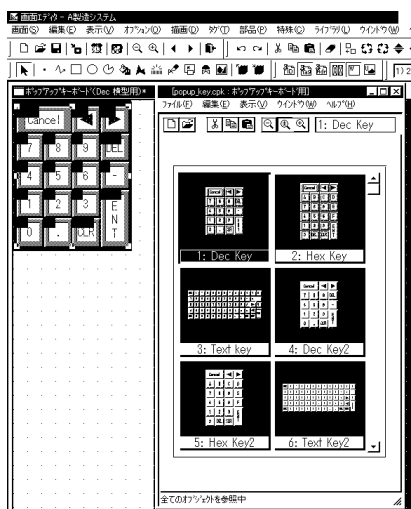 画面エディタ - A製造システム
画面(S) 編集(E) 表示(V) オプション(O) 描画(D) タグ(T) 部品(P) 特殊(C) ライブラリ(L) ウインドウ(W)
ポップアップキーボード(Dec 模型用)*
Cancel
7 8 9 DEL
4 5 6 -
1 2 3 ENT
0 . CLR
[popup_key.cpk : ポップアップキーボード用]
ファイル(F) 編集(E) 表示(V) ウインドウ(W) ヘルプ(H)
1: Dec Key
1: Dec Key
2: Hex Key
3: Text key
4: Dec Key2
5: Hex Key2
6: Text Key2
全てのオブジェクトを参照中